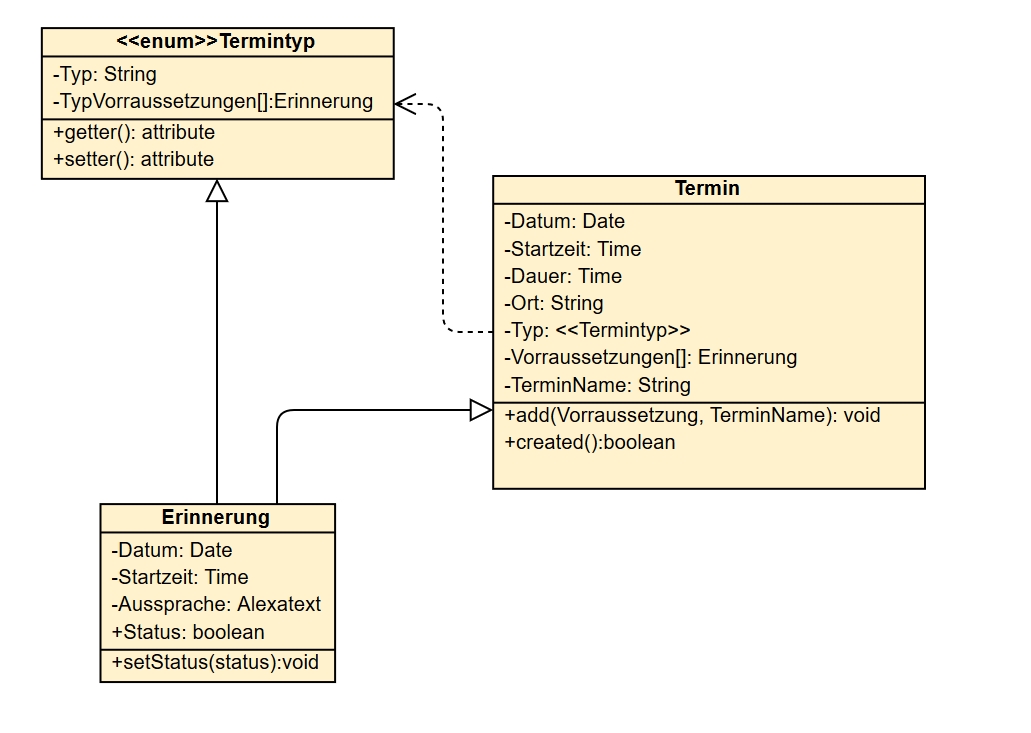 <<enum>>Termintyp
-Typ: String
-TypVorraussetzungen[]:Erinnerung
+getter(): attribute
+setter(): attribute
Termin
-Datum: Date
-Startzeit: Time
-Dauer: Time
-Ort: String
-Typ: <<Termintyp>>
-Vorraussetzungen[]: Erinnerung
-TerminName: String
+add(Vorraussetzung, TerminName): void
+created():boolean
Erinnerung
-Datum: Date
-Startzeit: Time
-Aussprache: Alexatext
+Status: boolean
+setStatus(status):void